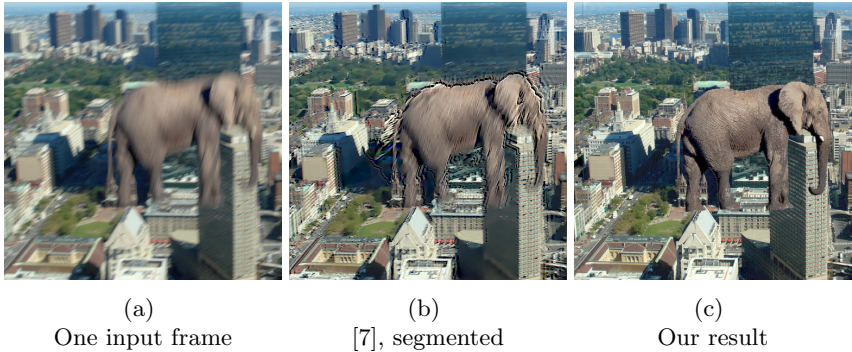 (a)
One input frame
(b)
[7], segmented
(c)
Our result